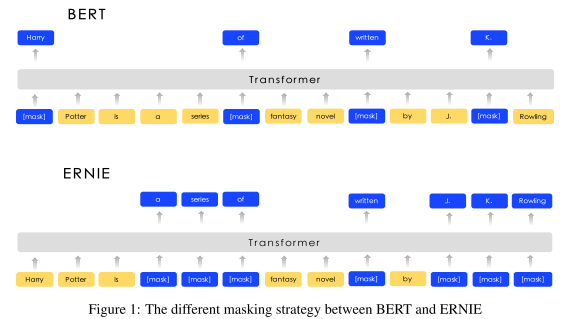 BERT
Harry of written K.
Transformer
[mask] Potter is a series [mask] fantasy novel [mask] by J. [mask] Rowling
ERNIE
a series of written J. K. Rowling
Transformer
Harry Potter is [mask] [mask] [mask] fantasy novel [mask] by [mask] [mask] [mask]
Figure 1: The different masking strategy between BERT and ERNIE